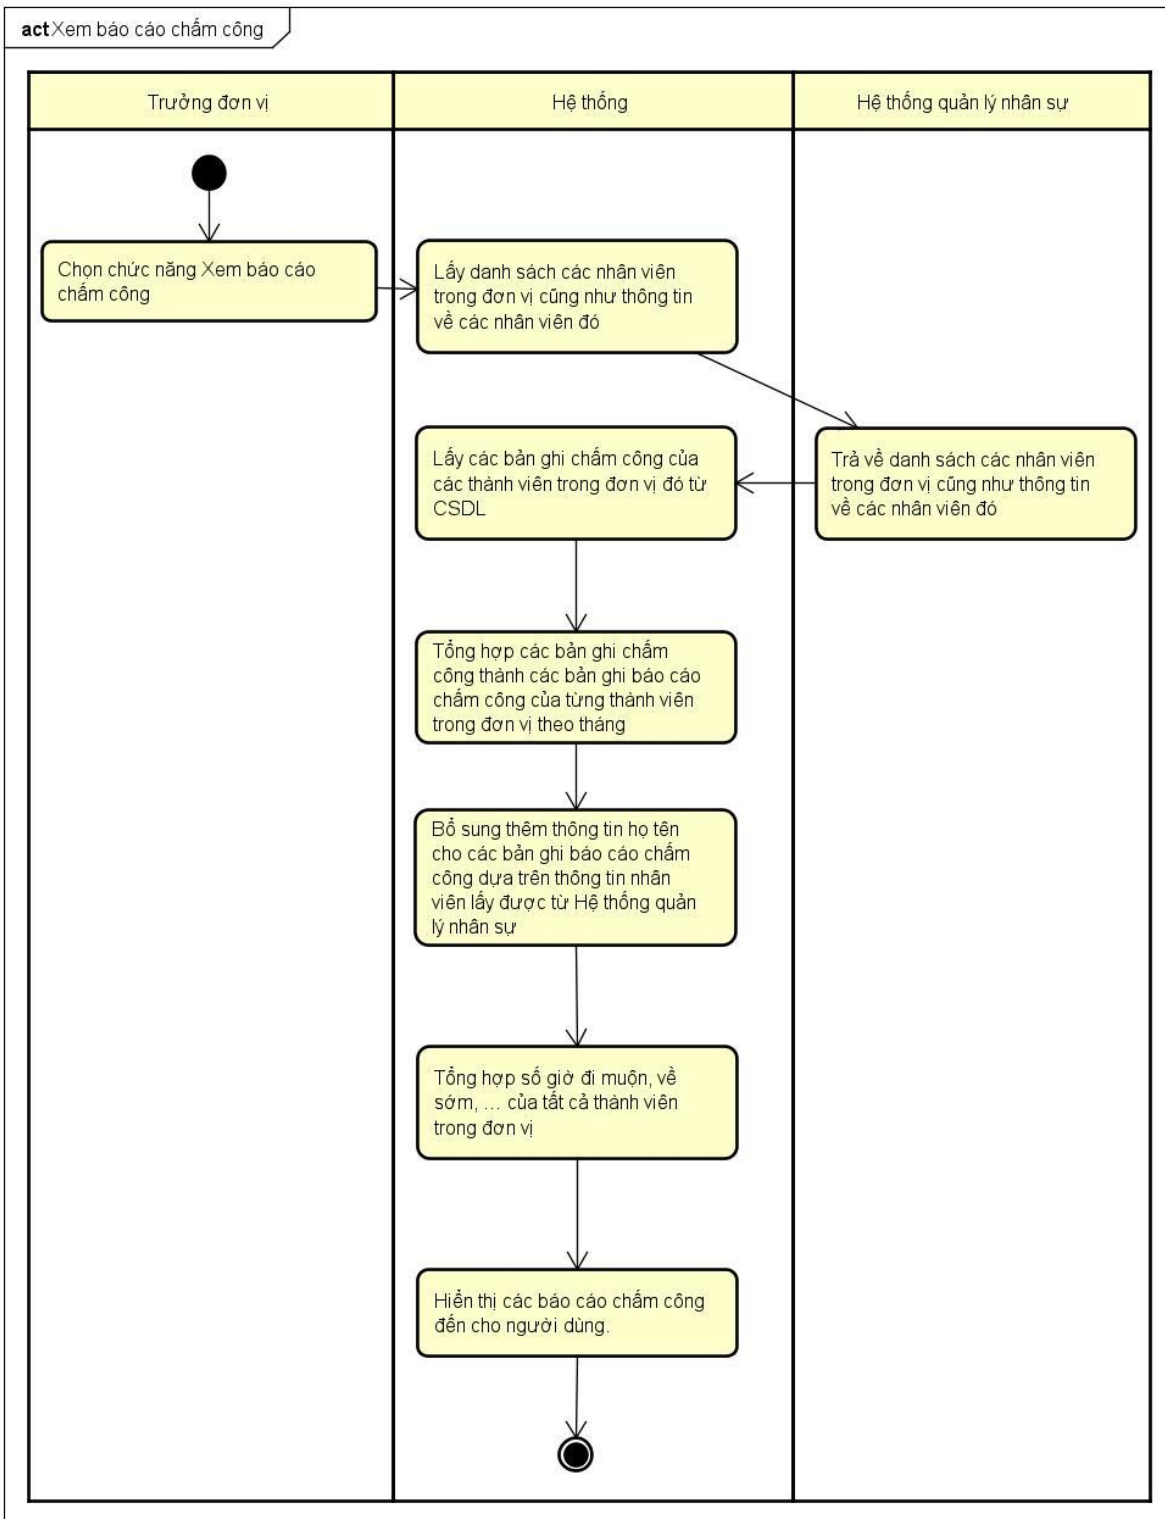 act Xem báo cáo chấm công
Trưởng đơn vị
Hệ thống
Hệ thống quản lý nhân sự
Chọn chức năng Xem báo cáo
chấm công
Lấy danh sách các nhân viên
trong đơn vị cũng như thông tin
về các nhân viên đó
Lấy các bản ghi chấm công của
các thành viên trong đơn vị đó từ
CSDL
Trả về danh sách các nhân viên
trong đơn vị cũng như thông tin
về các nhân viên đó
Tổng hợp các bản ghi chấm
công thành các bản ghi báo cáo
chấm công của từng thành viên
trong đơn vị theo tháng
Bổ sung thêm thông tin họ tên
cho các bản ghi báo cáo chấm
công dựa trên thông tin nhân
viên lấy được từ Hệ thống quản
lý nhân sự
Tổng hợp số giờ đi muộn, về
sớm, ... của tất cả thành viên
trong đơn vị
Hiển thị các báo cáo chấm công
đến cho người dùng.